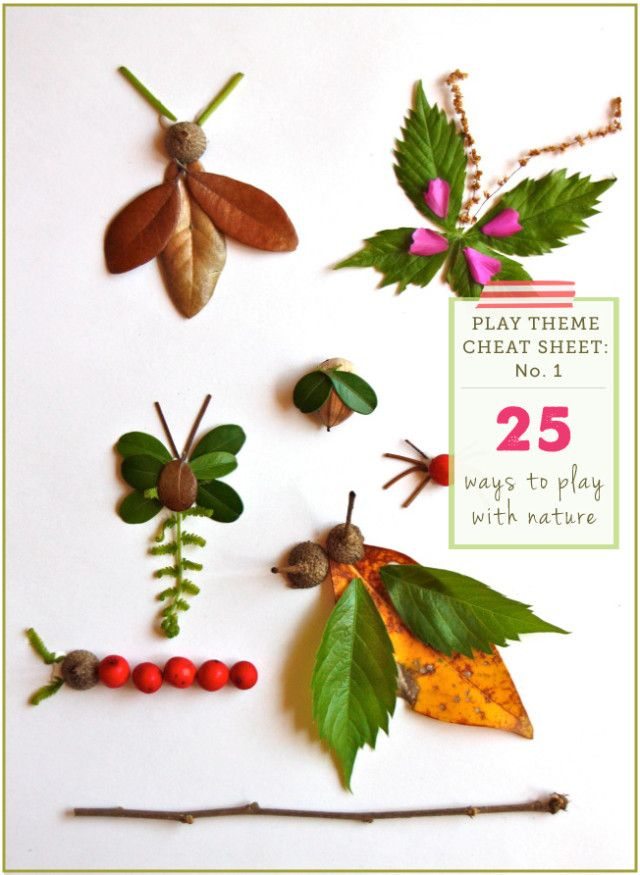 PLAY THEME
CHEAT SHEET:
No. 1
25
ways to play
with nature